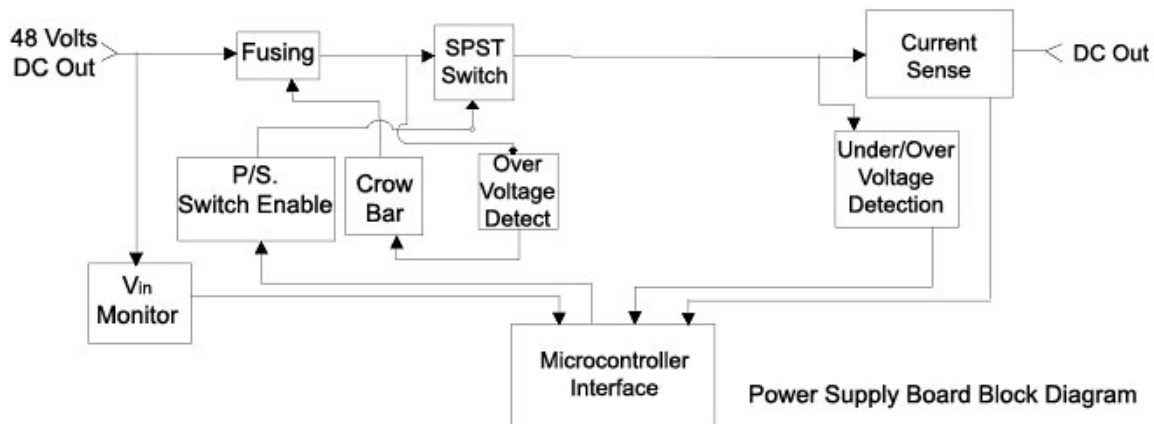 48 Volts
DC Out
Fusing
SPST
Switch
Current
Sense
DC Out
P/S.
Switch Enable
Crow
Bar
Over
Voltage
Detect
Under/Over
Voltage
Detection
Vin
Monitor
Microcontroller
Interface
Power Supply Board Block Diagram